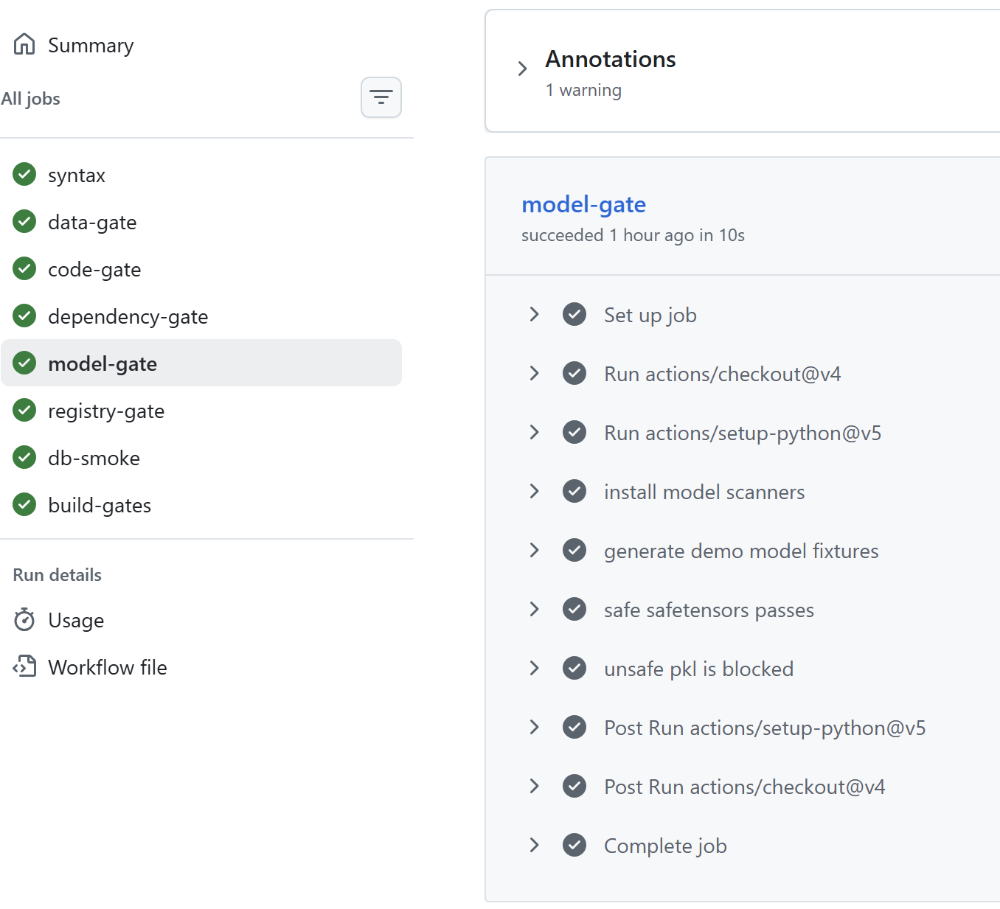 Summary
All jobs
syntax
data-gate
code-gate
dependency-gate
model-gate
registry-gate
db-smoke
build-gates
Run details
Usage
Workflow file
Annotations
1 warning
model-gate
succeeded 1 hour ago in 10s
Set up job
Run actions/checkout@v4
Run actions/setup-python@v5
install model scanners
generate demo model fixtures
safe safetensors passes
unsafe pkl is blocked
Post Run actions/setup-python@v5
Post Run actions/checkout@v4
Complete job